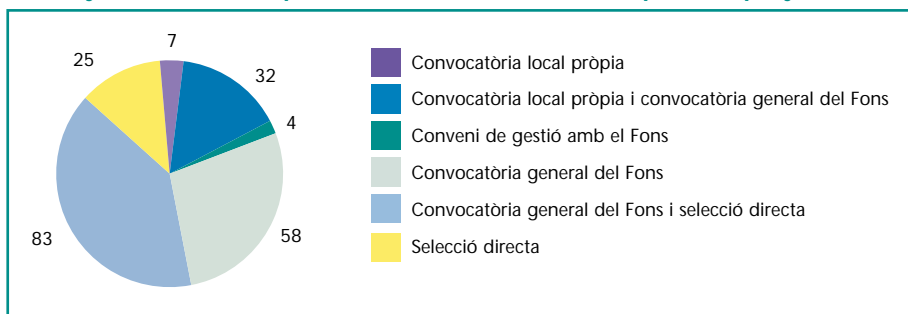 7
32
4
58
83
25
Convocatòria local pròpia
Convocatòria local pròpia i convocatòria general del Fons
Conveni de gestió amb el Fons
Convocatòria general del Fons
Convocatòria general del Fons i selecció directa
Selecció directa